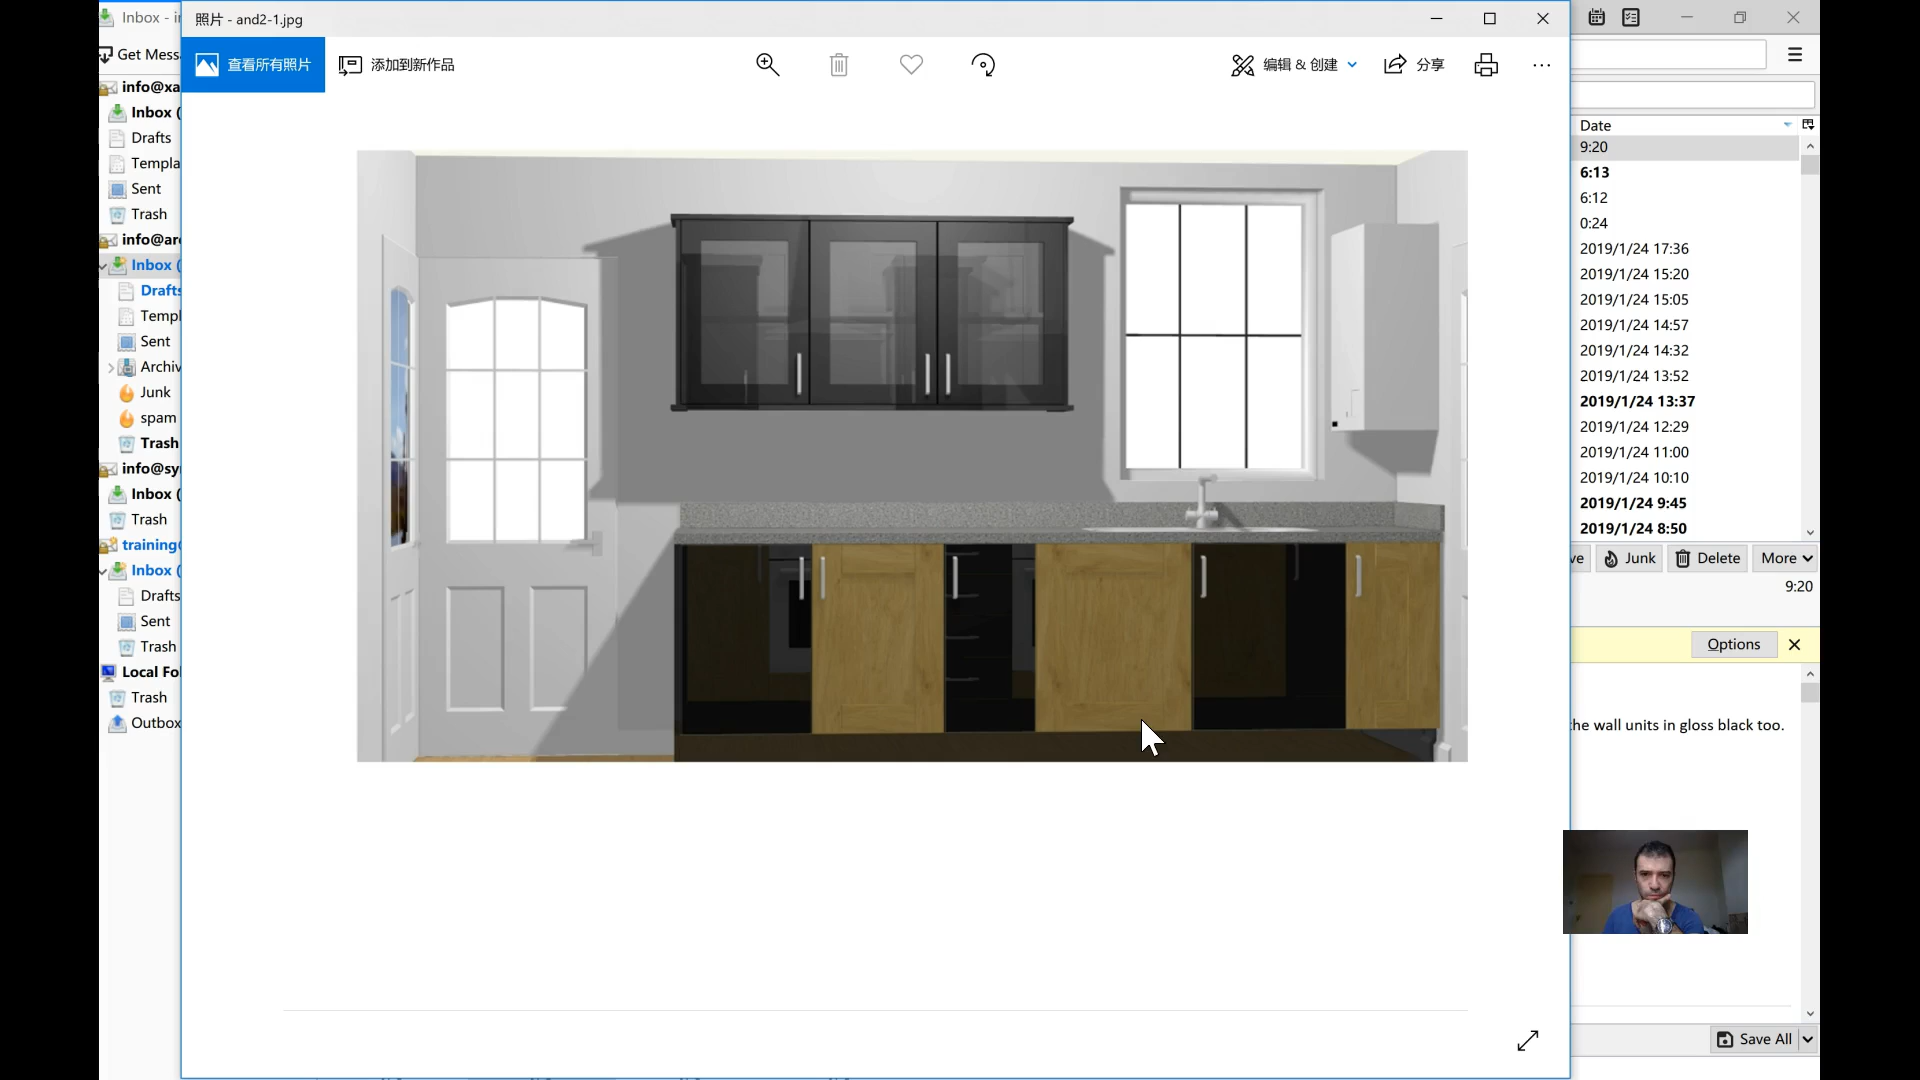 Inbox - i
照片 - and2-1.jpg
Get Mess
查看所有照片
添加到新作品
编辑 & 创建
分享
info@xa
Inbox (
Drafts
Templa
Sent
Trash
info@ar
Inbox (
Drafts
Templ
Sent
Archiv
Junk
spam
Trash
info@sy
Inbox (
Trash
training
Inbox (
Drafts
Sent
Trash
Local Fol
Trash
Outbox
Date
9:20
6:13
6:12
0:24
2019/1/24 17:36
2019/1/24 15:20
2019/1/24 15:05
2019/1/24 14:57
2019/1/24 14:32
2019/1/24 13:52
2019/1/24 13:37
2019/1/24 12:29
2019/1/24 11:00
2019/1/24 10:10
2019/1/24 9:45
2019/1/24 8:50
ve Junk Delete More
9:20
Options
he wall units in gloss black too.
Save All